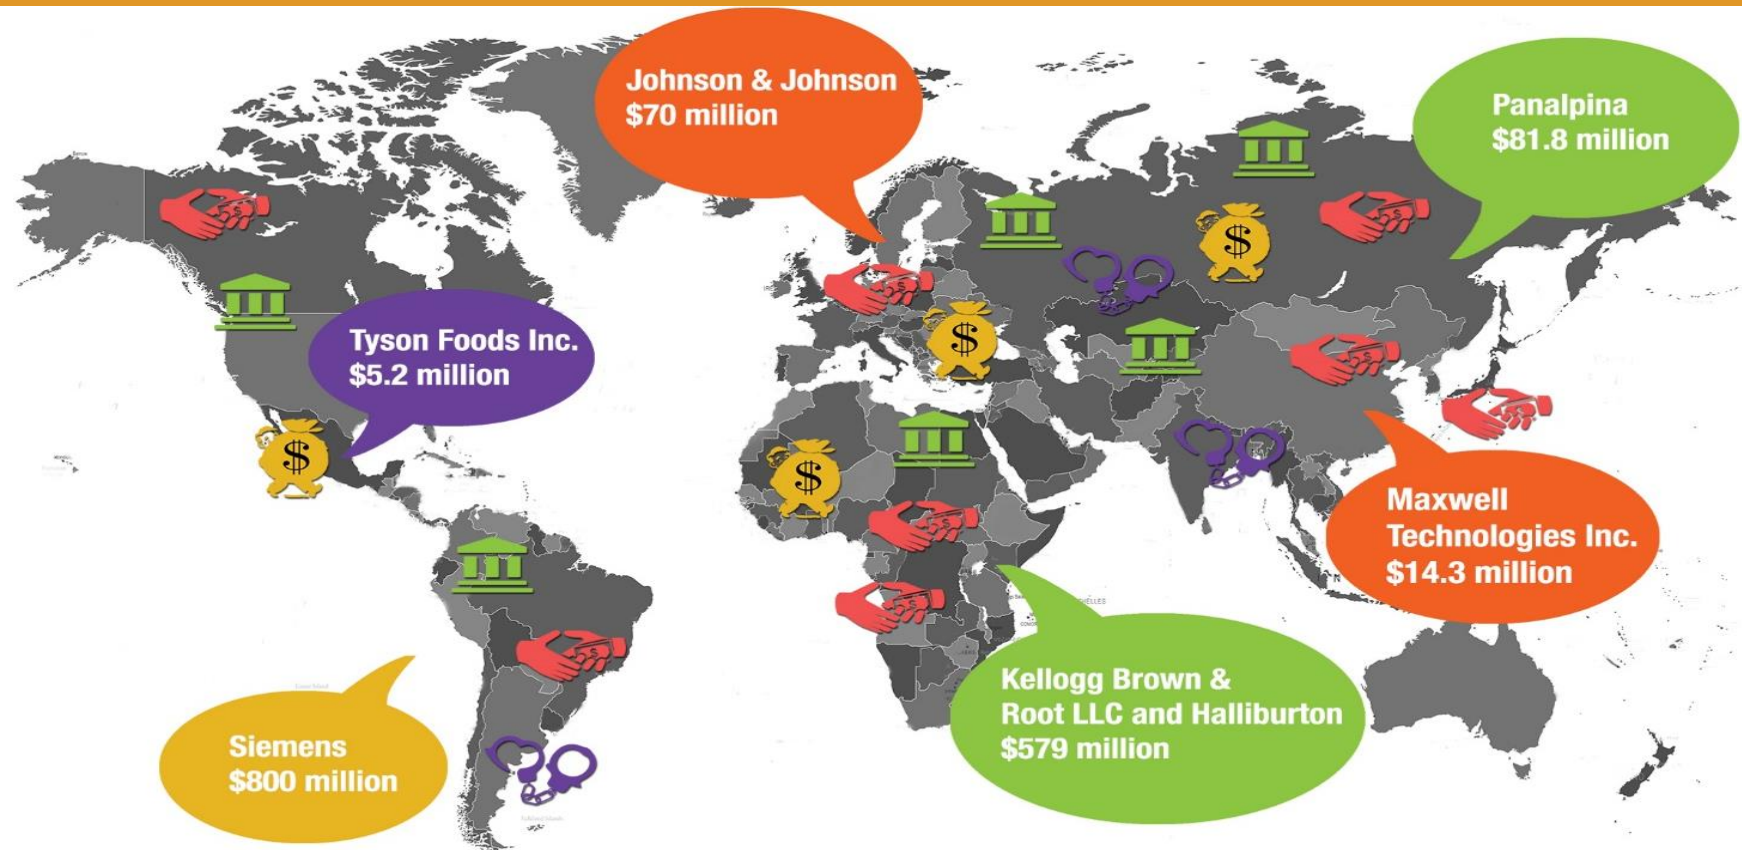 Johnson & Johnson
$70 million
Panalpina
$81.8 million
Tyson Foods Inc.
$5.2 million
Maxwell
Technologies Inc.
$14.3 million
Kellogg Brown &
Root LLC and Halliburton
$579 million
Siemens
$800 million
$
$
$
$